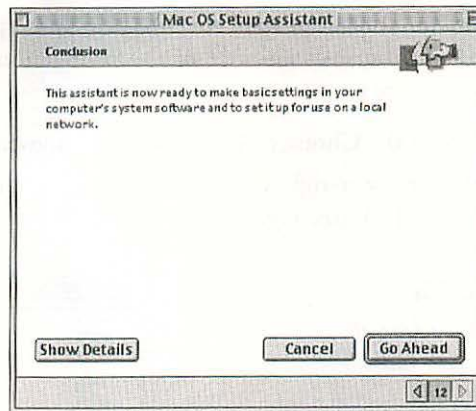 Mac OS Setup Assistant
Conclusion
This assistant is now ready to make basic settings in your
computer's system software and to set it up for use on a local
network.
Show Details
Cancel
Go Ahead
12